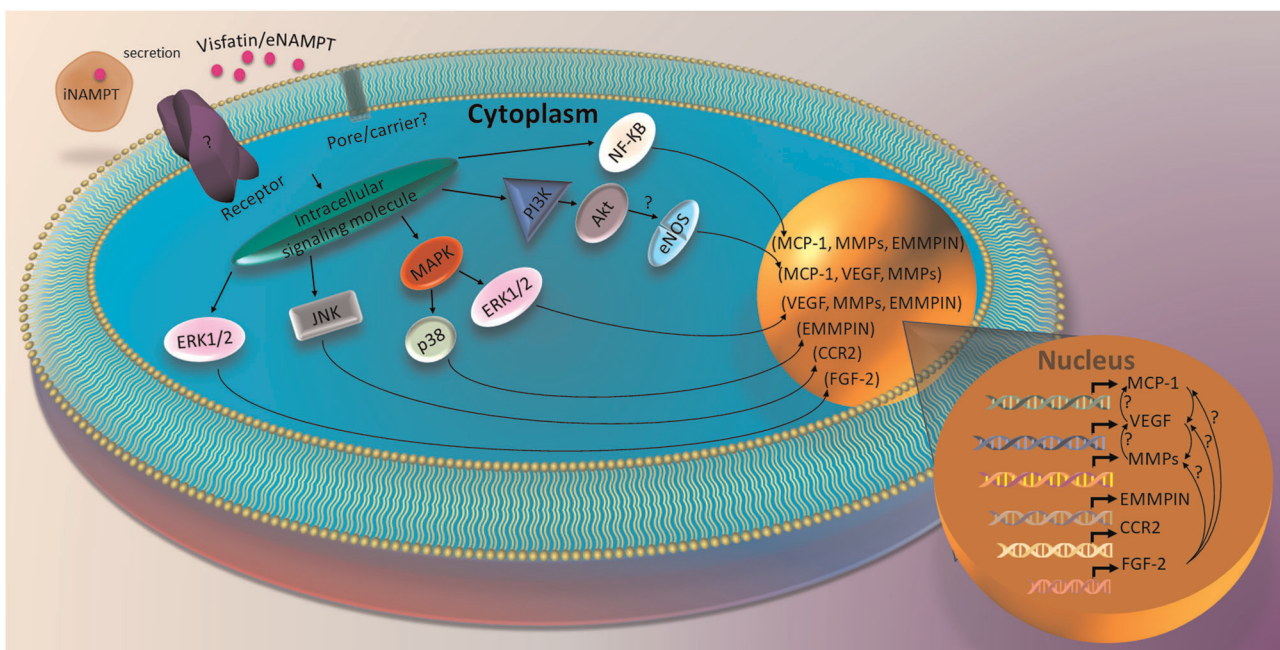 secretion
Visfatin/eNAMPT
iNAMPT
?
Pore/carrier?
Receptor
Cytoplasm
Intracellular
signaling molecule
NF-KB
PI3K
Akt
?
eNOS
MAPK
ERK1/2
p38
JNK
ERK1/2
(MCP-1, MMPs, EMMPIN)
(MCP-1, VEGF, MMPs)
(VEGF, MMPs, EMMPIN)
(EMMPIN)
(CCR2)
(FGF-2)
Nucleus
MCP-1
?
?
VEGF
?
?
MMPs
?
EMMPIN
CCR2
FGF-2